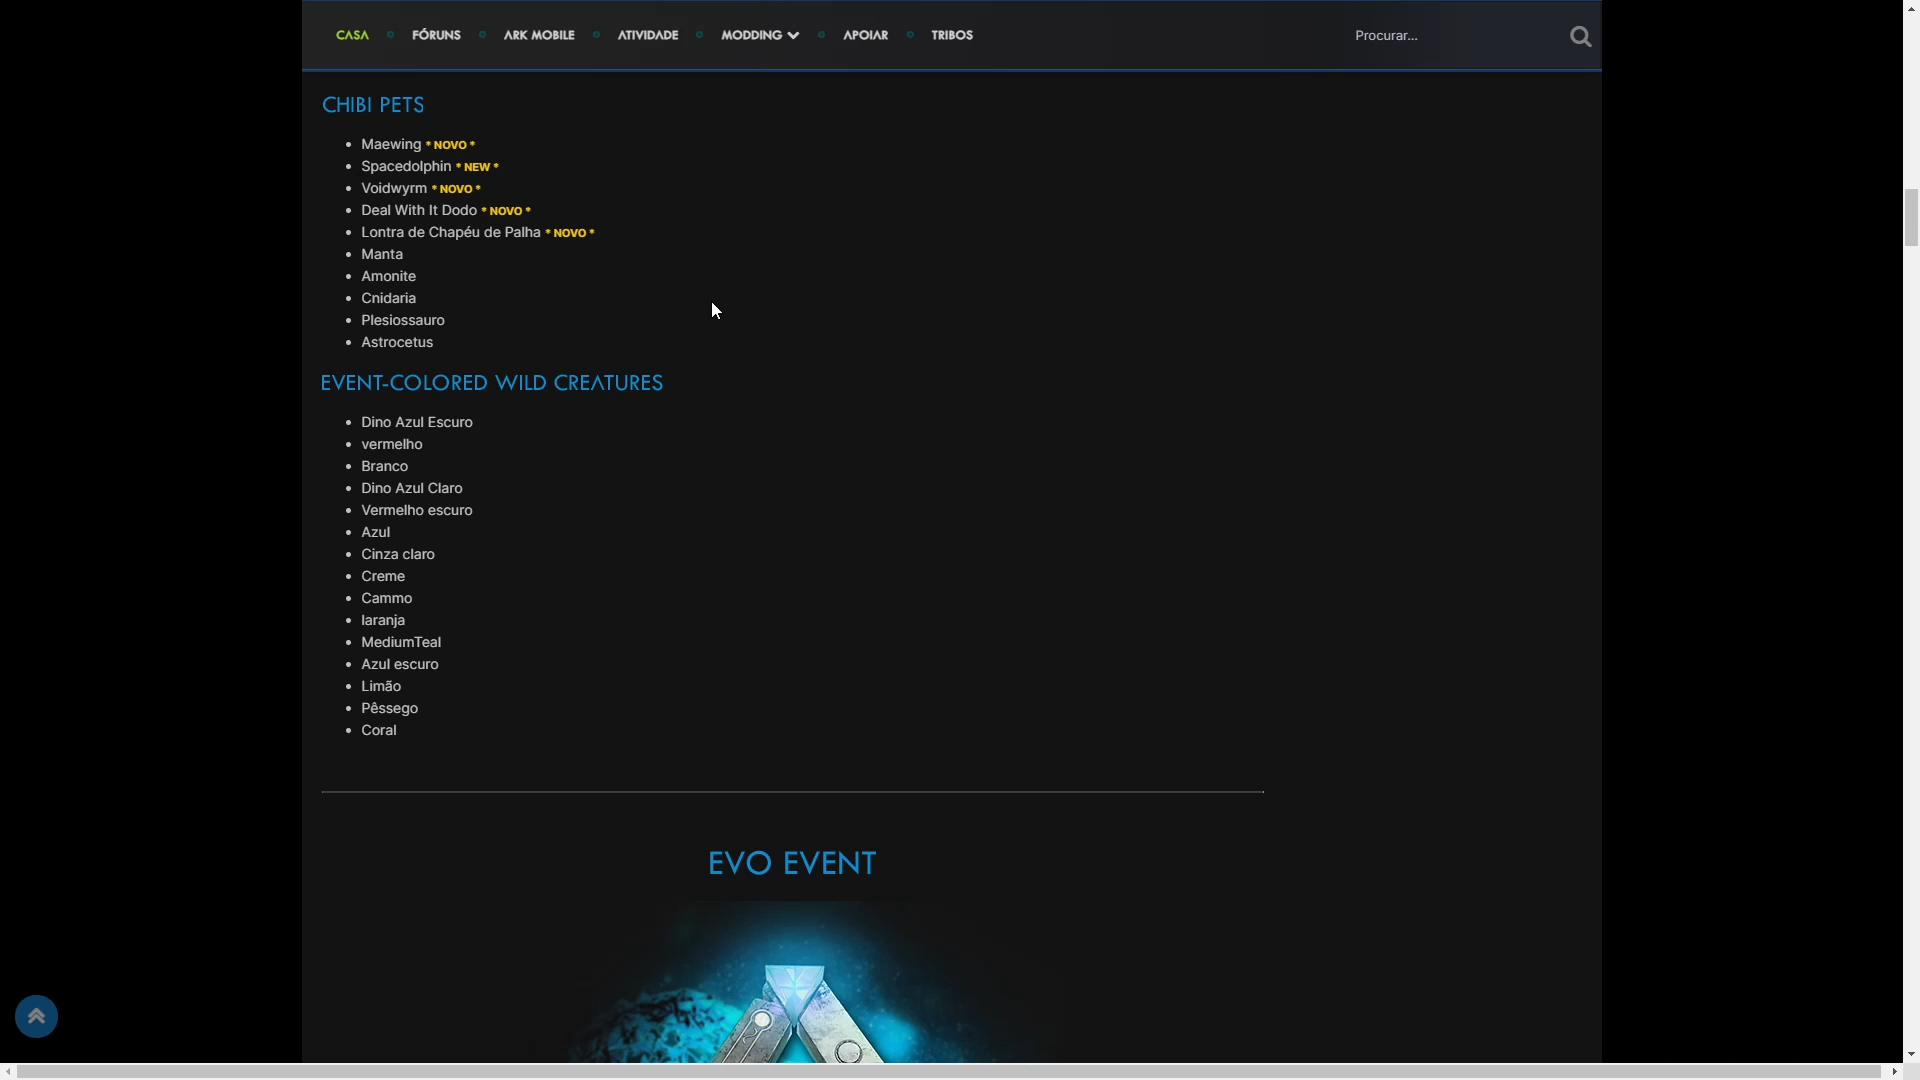 CASA FÓRUNS ARK MOBILE ATIVIDADE MODDING APOIAR TRIBOS Procurar...
CHIBI PETS
• Maewing * NOVO *
• Spacedolphin * NEW *
• Voidwyrm * NOVO *
• Deal With It Dodo * NOVO *
• Lontra de Chapéu de Palha * NOVO *
• Manta
• Amonite
• Cnidaria
• Plesiossauro
• Astrocetus
EVENT-COLORED WILD CREATURES
• Dino Azul Escuro
• vermelho
• Branco
• Dino Azul Claro
• Vermelho escuro
• Azul
• Cinza claro
• Creme
• Cammo
• laranja
• MediumTeal
• Azul escuro
• Limão
• Pêssego
• Coral
EVO EVENT